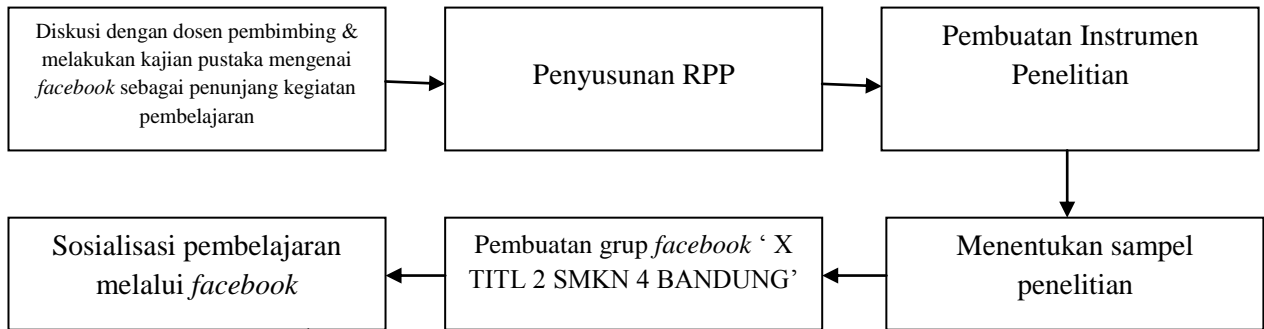 Diskusi dengan dosen pembimbing &
melakukan kajian pustaka mengenai
facebook sebagai penunjang kegiatan
pembelajaran
Penyusunan RPP
Pembuatan Instrumen
Penelitian
Menentukan sampel
penelitian
Pembuatan grup facebook ‘ X
TITL 2 SMKN 4 BANDUNG’
Sosialisasi pembelajaran
melalui facebook